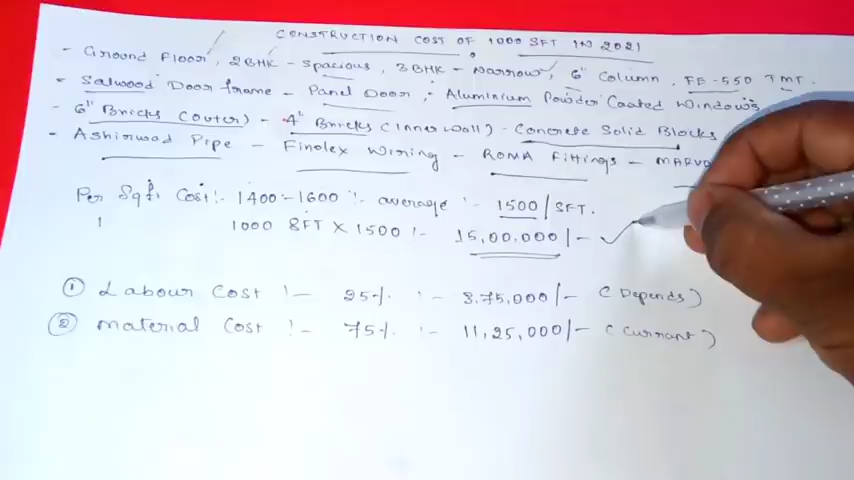 CONSTRUCTION COST OF 1000 SFT IN 2021
- Ground Floor, 2BHK - Spacious, 3BHK - Narrow, 6" Column, FE-550 TMT.
- Salwood Door frame - Panel Door, - Aluminium Powder Coated Windows
- 6" Bricks (outer) - 4" Bricks (Inner wall) - Concrete Solid Blocks
- Ashirwad Pipe - Finolex Wiring - ROMA Fittings -
Per Sqft Cost :- 1400 - 1600 :- average :- 1500/SFT.
1000 SFT X 1500 :- 15,00,000/-
① Labour Cost :- 25% :- 3,75,000/- (Depends)
② Material Cost :- 75% :- 11,25,000/- (Currant)